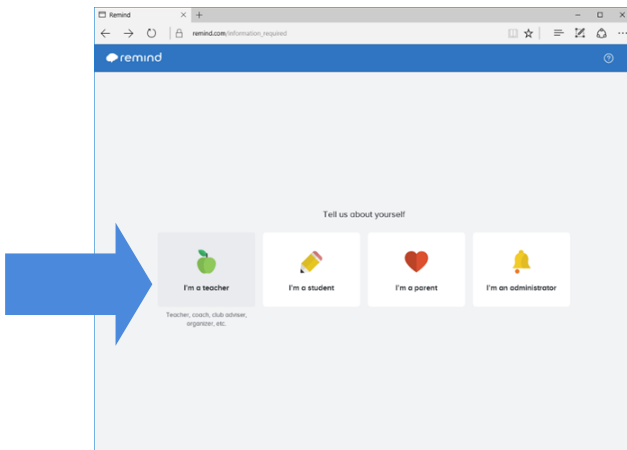 Remind
remind.com/information_required
remind
Tell us about yourself
I'm a teacher
I'm a student
I'm a parent
I'm an administrator
Teacher, coach, club adviser,
organizer, etc.